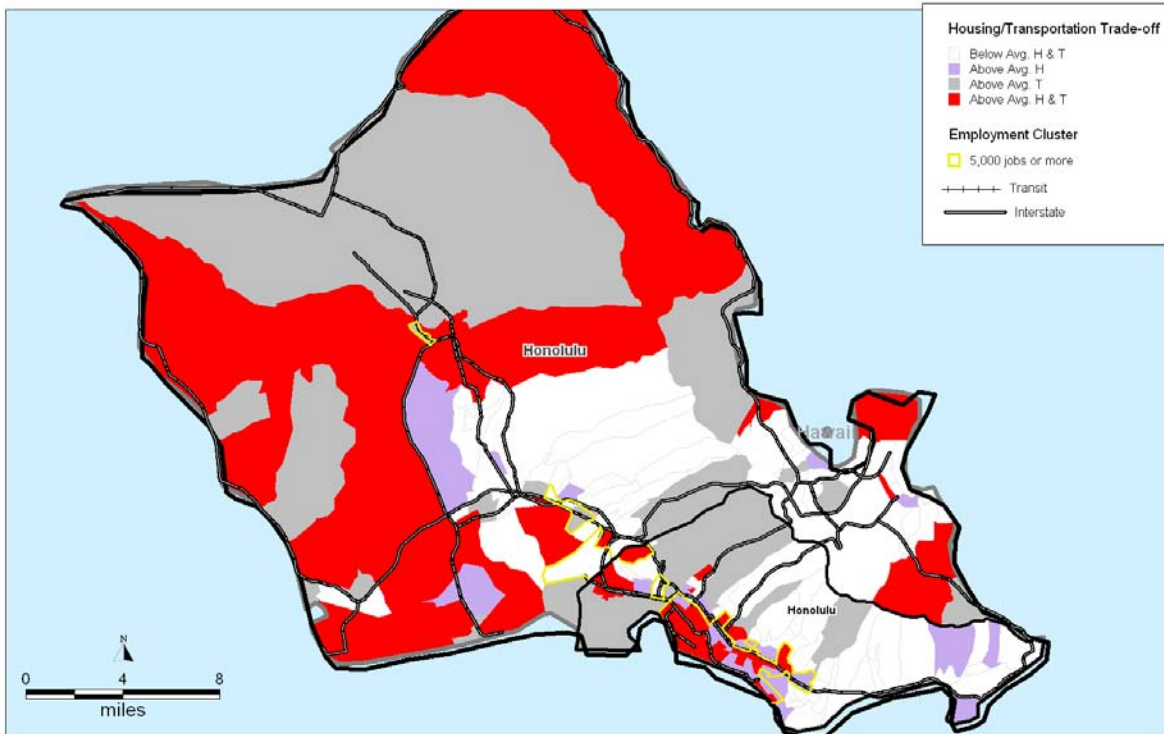 Housing/Transportation Trade-off
Below Avg. H & T
Above Avg. H
Above Avg. T
Above Avg. H & T
Employment Cluster
5,000 jobs or more
Transit
Interstate
Honolulu
Hawaii
Honolulu
N
0 4 8
miles